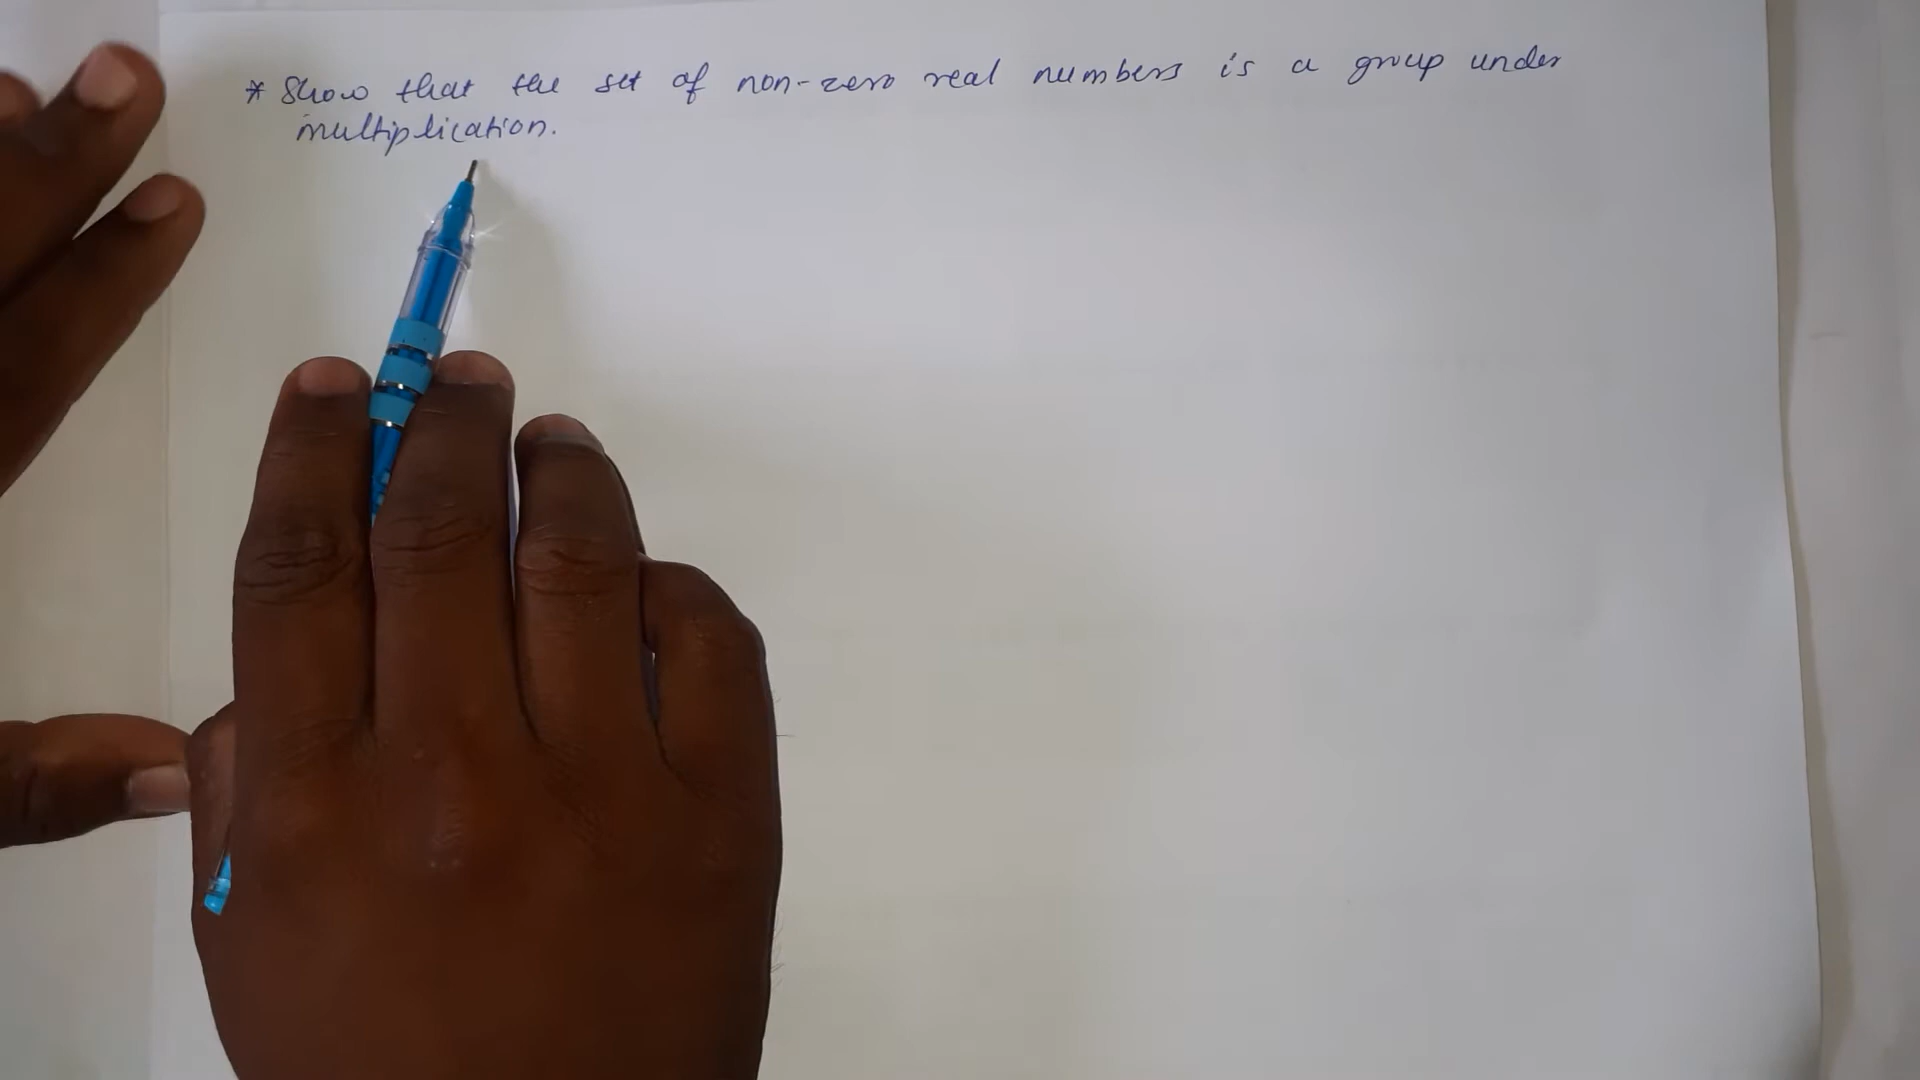 * Show that the set of non-zero real numbers is a group under
multiplication.